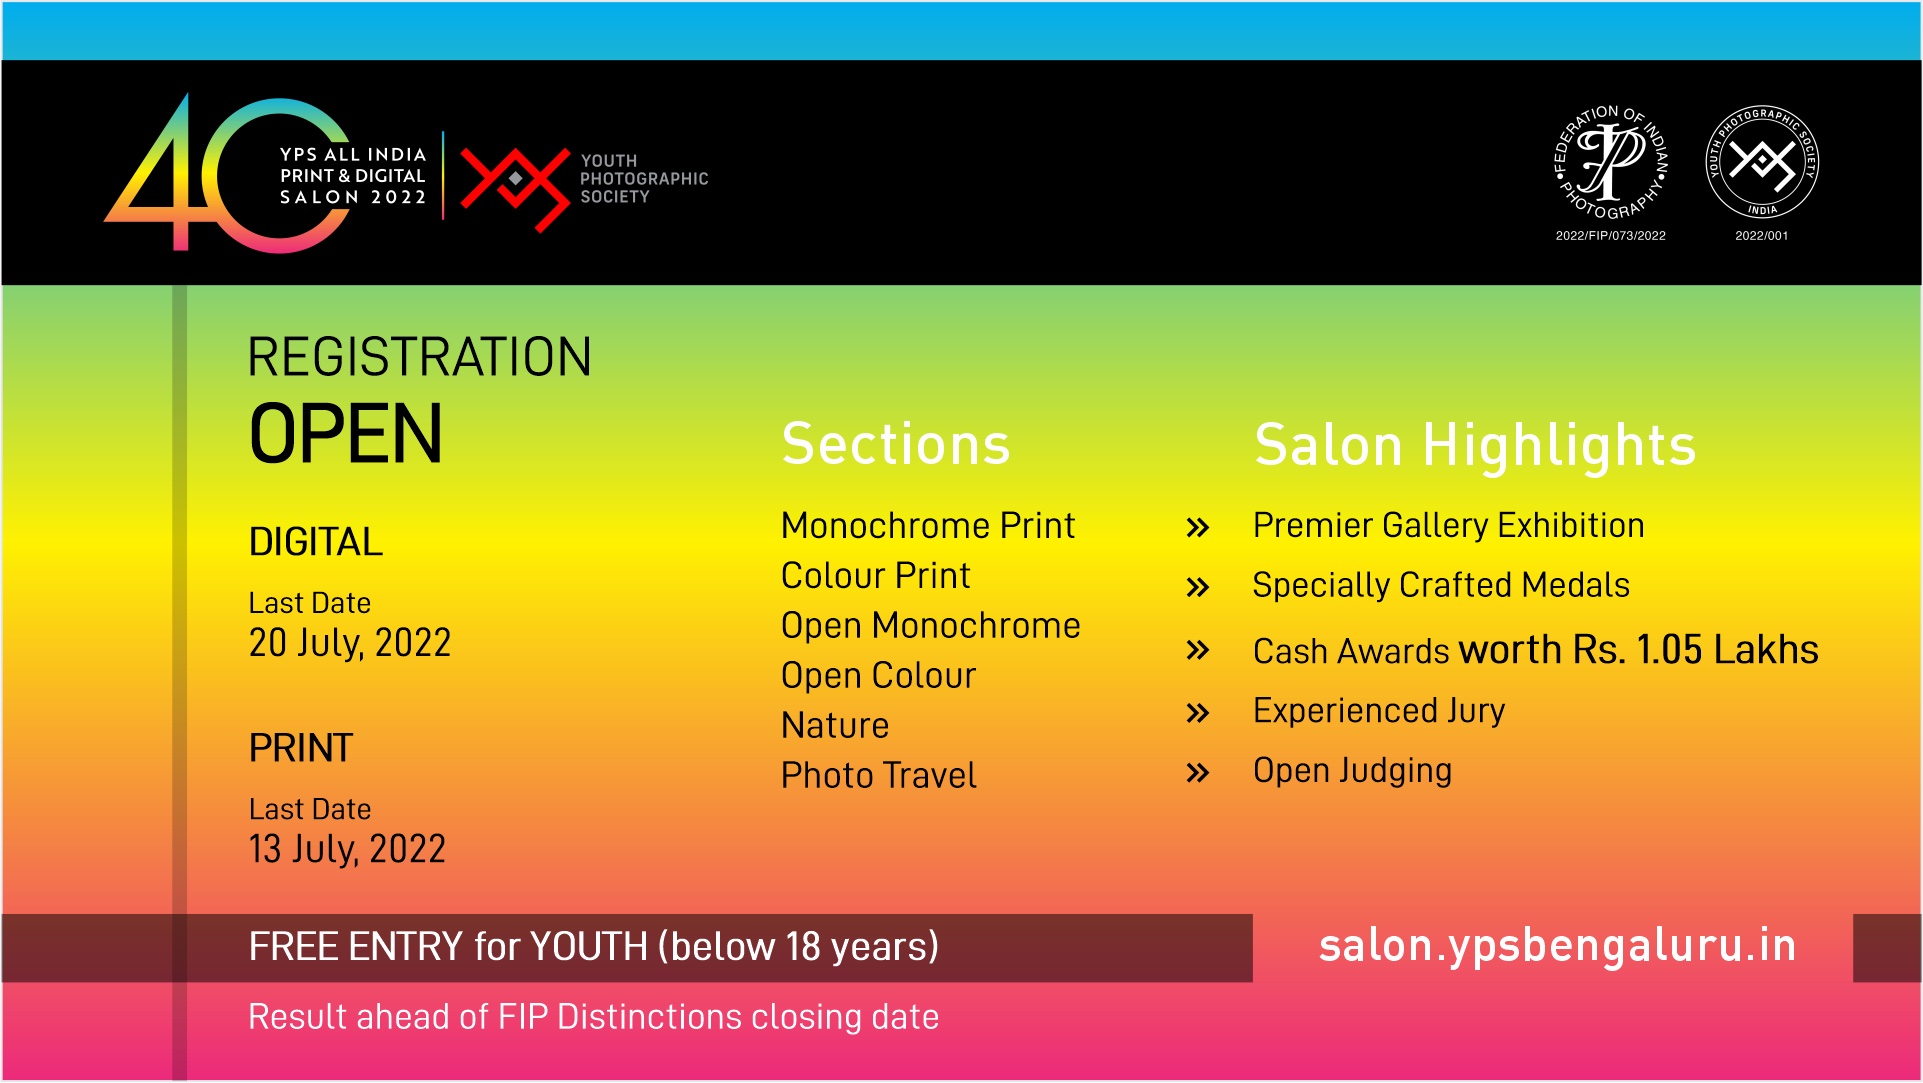 40
YPS ALL INDIA
PRINT & DIGITAL
SALON 2022
YOUTH
PHOTOGRAPHIC
SOCIETY
FEDERATION OF INDIAN
• PHOTOGRAPHY •
FIP
2022/FIP/073/2022
YOUTH PHOTOGRAPHIC SOCIETY
INDIA
2022/001
REGISTRATION
OPEN
DIGITAL
Last Date
20 July, 2022
PRINT
Last Date
13 July, 2022
Sections
Monochrome Print
Colour Print
Open Monochrome
Open Colour
Nature
Photo Travel
Salon Highlights
» Premier Gallery Exhibition
» Specially Crafted Medals
» Cash Awards worth Rs. 1.05 Lakhs
» Experienced Jury
» Open Judging
FREE ENTRY for YOUTH (below 18 years)
salon.ypsbengaluru.in
Result ahead of FIP Distinctions closing date